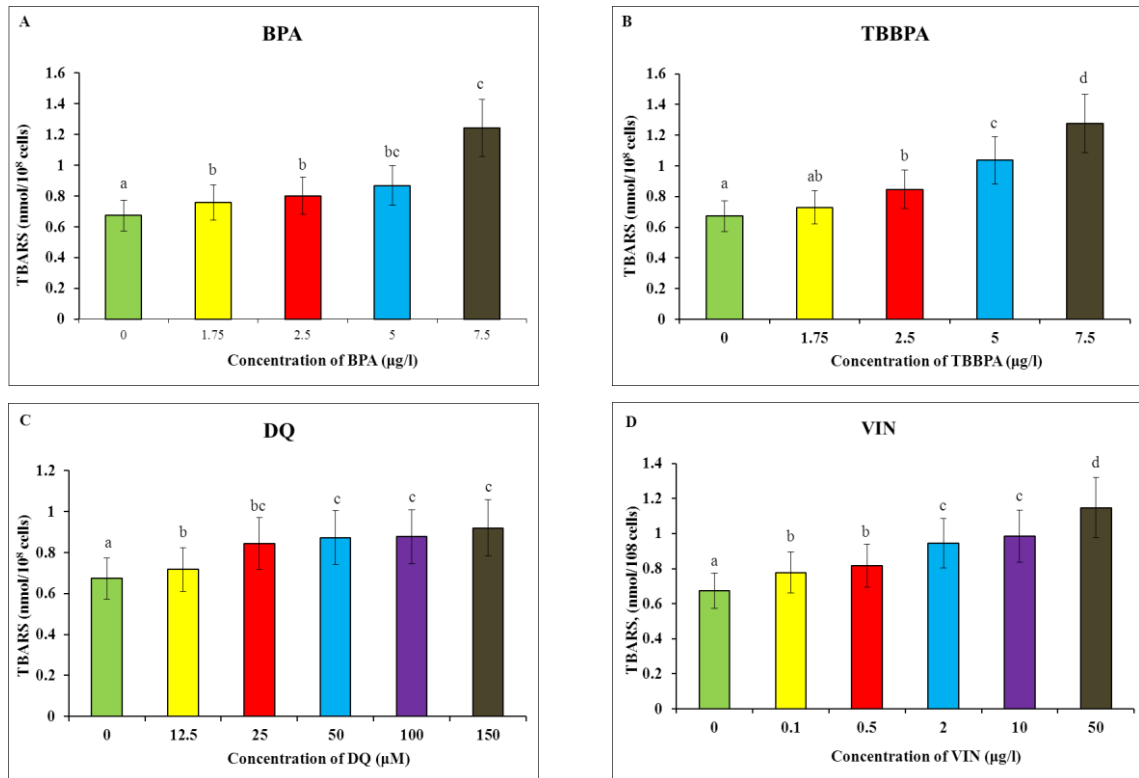 A
BPA
1.6
1.4
1.2
1
0.8
0.6
0.4
0.2
0
TBARS (nmol/10⁸ cells)
a
b
b
bc
c
0 1.75 2.5 5 7.5
Concentration of BPA (µg/l)
B
TBBPA
1.6
1.4
1.2
1
0.8
0.6
0.4
0.2
0
TBARS (nmol/10⁸ cells)
a
ab
b
c
d
0 1.75 2.5 5 7.5
Concentration of TBBPA (µg/l)
C
DQ
1.2
1
0.8
0.6
0.4
0.2
0
TBARS (nmol/10⁸ cells)
a
b
bc
c
c
c
0 12.5 25 50 100 150
Concentration of DQ (µM)
D
VIN
1.4
1.2
1
0.8
0.6
0.4
0.2
0
TBARS, (nmol/108 cells)
a
b
b
c
c
d
0 0.1 0.5 2 10 50
Concentration of VIN (µg/l)